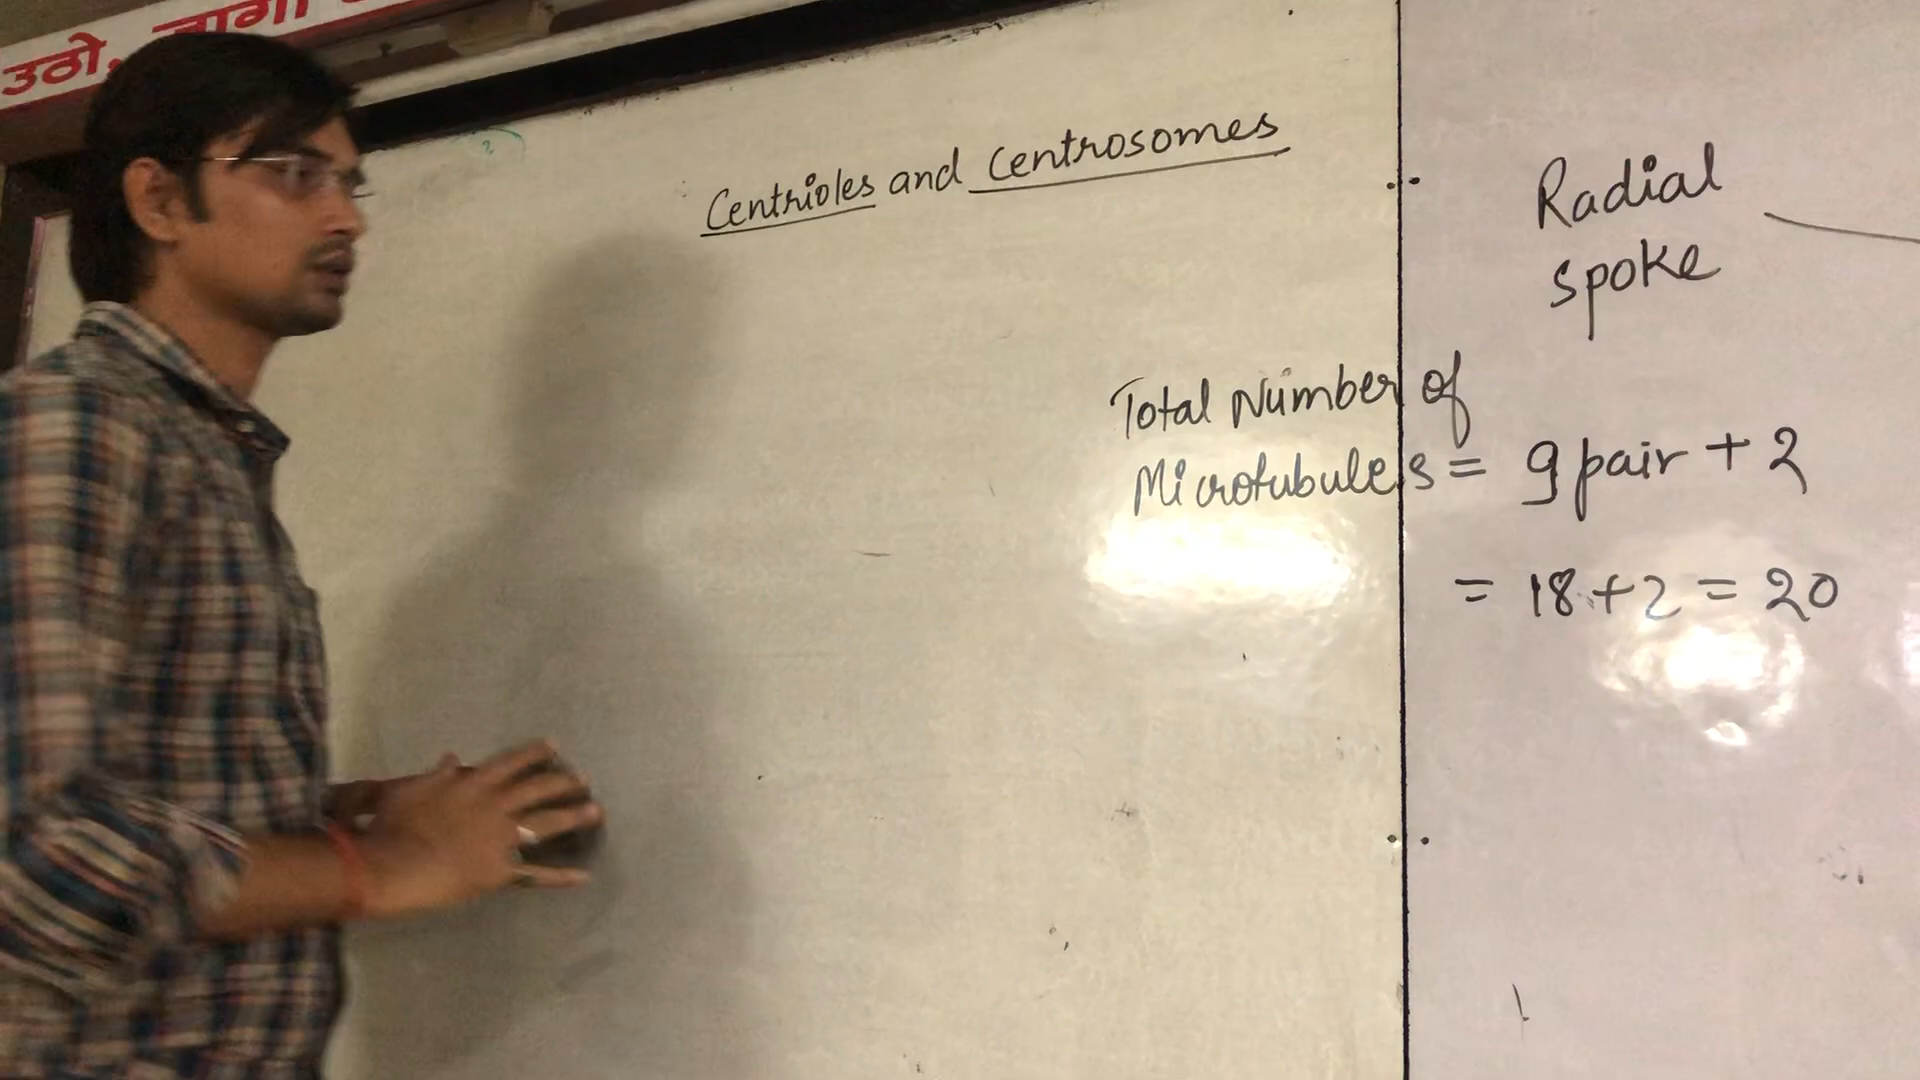 उठो, जागो
Centrioles and Centrosomes
Radial
spoke
Total Number of
Microtubules = 9 pair + 2
= 18 + 2 = 20